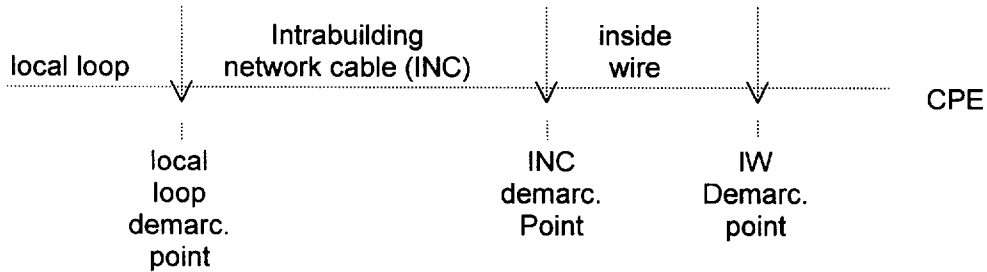 local loop
Intrabuilding
network cable (INC)
inside
wire
CPE
local
loop
demarc.
point
INC
demarc.
Point
IW
Demarc.
point